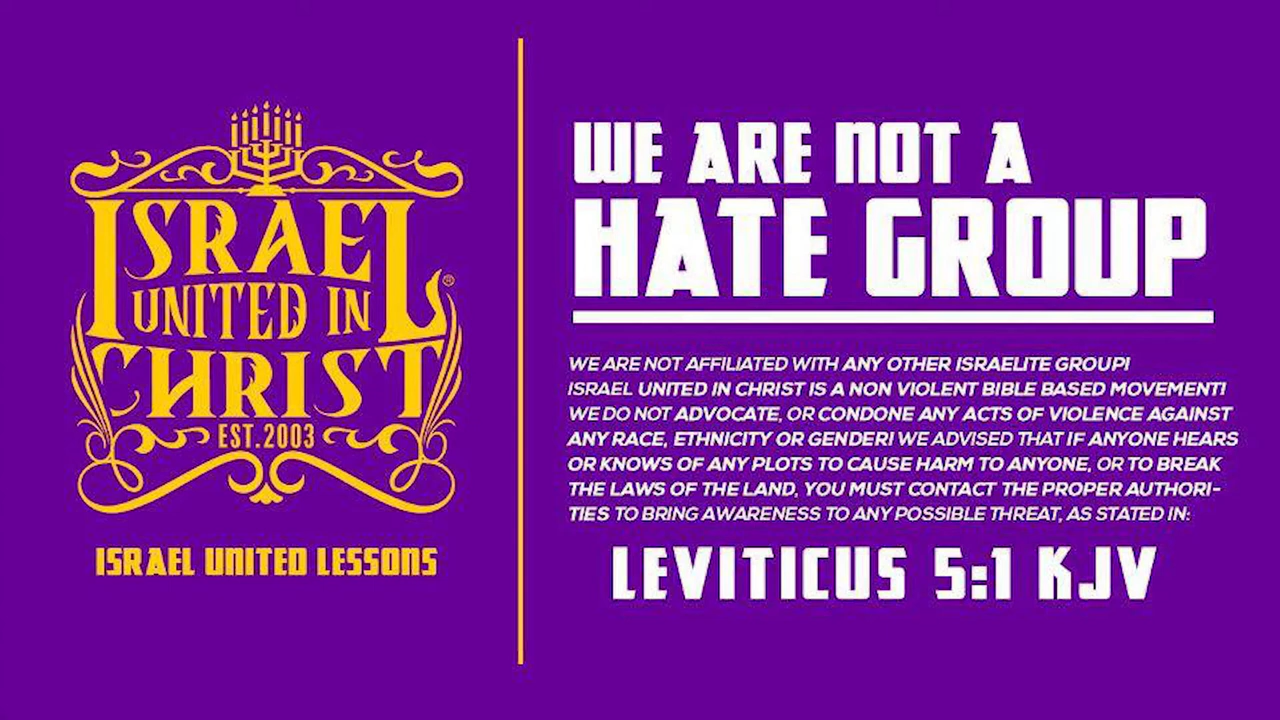 ISRAEL
UNITED IN
CHRIST
EST.2003
®
ISRAEL UNITED LESSONS
WE ARE NOT A
HATE GROUP
WE ARE NOT AFFILIATED WITH ANY OTHER ISRAELITE GROUP!
ISRAEL UNITED IN CHRIST IS A NON VIOLENT BIBLE BASED MOVEMENT!
WE DO NOT ADVOCATE, OR CONDONE ANY ACTS OF VIOLENCE AGAINST
ANY RACE, ETHNICITY OR GENDER! WE ADVISED THAT IF ANYONE HEARS
OR KNOWS OF ANY PLOTS TO CAUSE HARM TO ANYONE, OR TO BREAK
THE LAWS OF THE LAND, YOU MUST CONTACT THE PROPER AUTHORI-
TIES TO BRING AWARENESS TO ANY POSSIBLE THREAT, AS STATED IN:
LEVITICUS 5:1 KJV